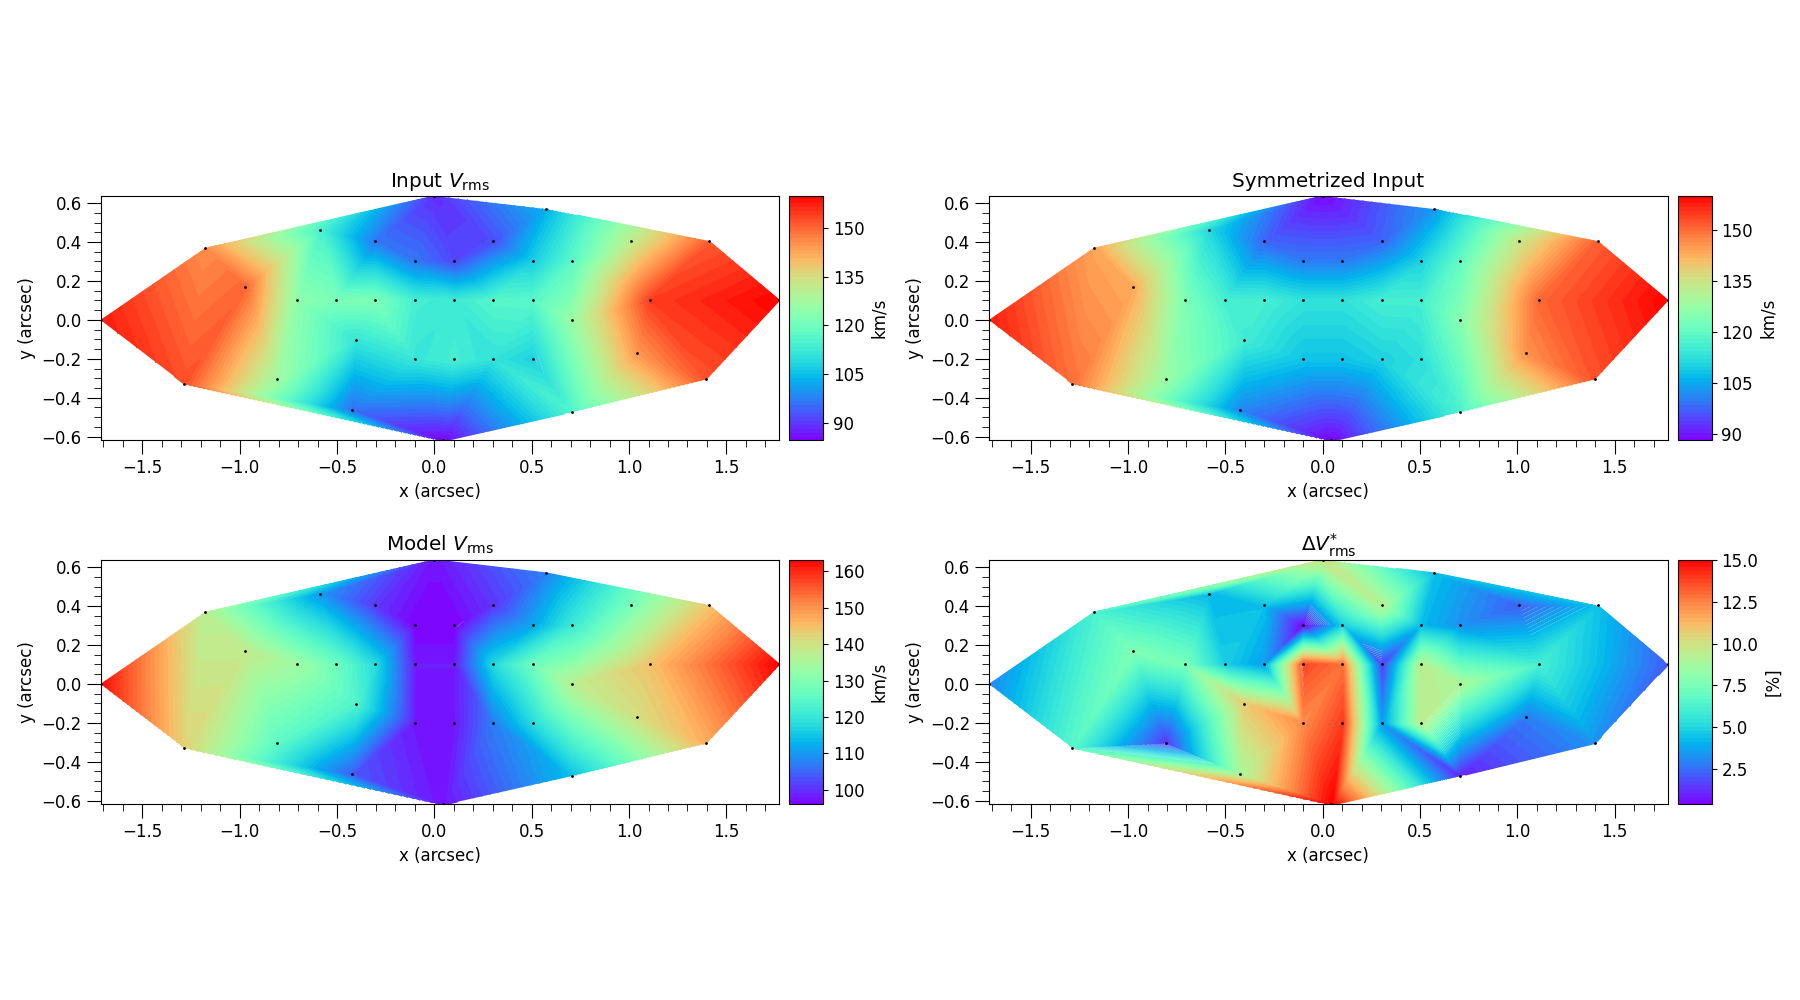 Input V_rms
0.6
0.4
0.2
0.0
−0.2
−0.4
−0.6
y (arcsec)
−1.5 −1.0 −0.5 0.0 0.5 1.0 1.5
x (arcsec)
150
135
120
105
90
km/s
Symmetrized Input
0.6
0.4
0.2
0.0
−0.2
−0.4
−0.6
y (arcsec)
−1.5 −1.0 −0.5 0.0 0.5 1.0 1.5
x (arcsec)
150
135
120
105
90
km/s
Model V_rms
0.6
0.4
0.2
0.0
−0.2
−0.4
−0.6
y (arcsec)
−1.5 −1.0 −0.5 0.0 0.5 1.0 1.5
x (arcsec)
160
150
140
130
120
110
100
km/s
ΔV*_rms
0.6
0.4
0.2
0.0
−0.2
−0.4
−0.6
y (arcsec)
−1.5 −1.0 −0.5 0.0 0.5 1.0 1.5
x (arcsec)
15.0
12.5
10.0
7.5
5.0
2.5
[%]